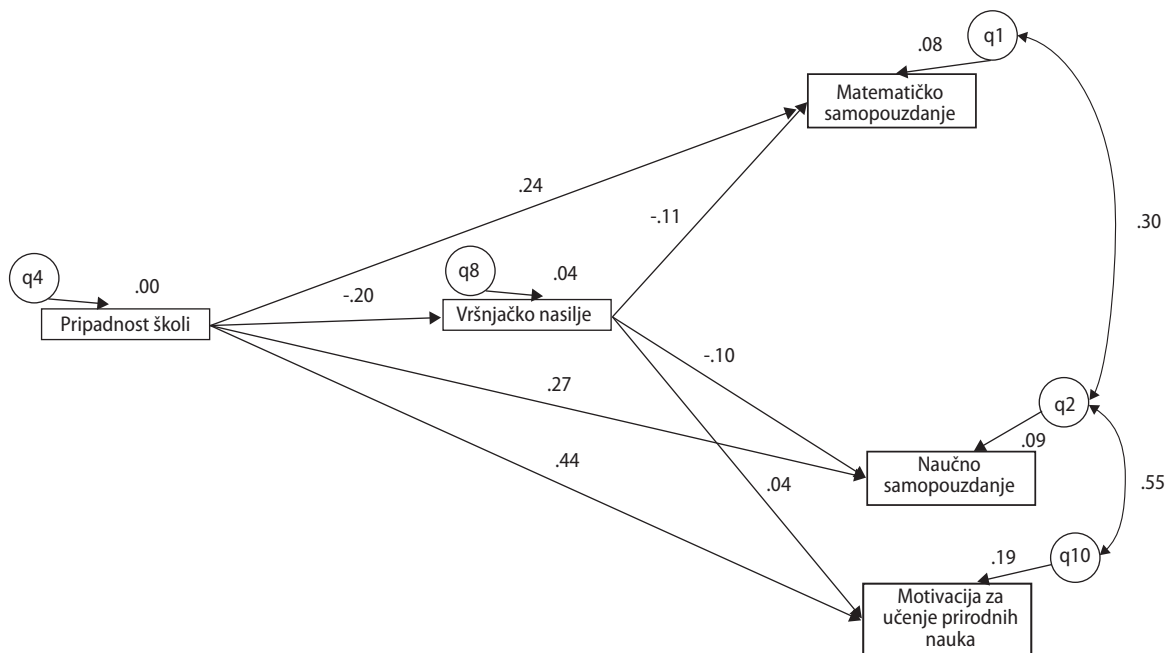 q1
.08
Matematičko
samopouzdanje
.24
-.11
.30
q4
.00
q8
.04
-.20
Pripadnost školi
Vršnjačko nasilje
-.10
.27
q2
.09
.44
.04
Naučno
samopouzdanje
.55
.19
q10
Motivacija za
učenje prirodnih
nauka